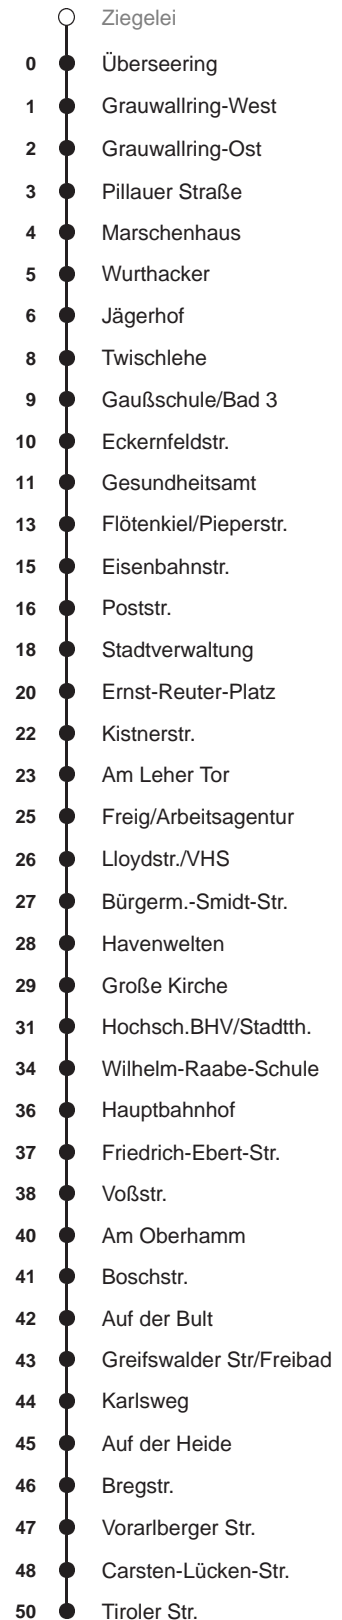 Ziegelei
0 Überseering
1 Grauwallring-West
2 Grauwallring-Ost
3 Pillauer Straße
4 Marschenhaus
5 Wurthacker
6 Jägerhof
8 Twischlehe
9 Gaußschule/Bad 3
10 Eckernfeldstr.
11 Gesundheitsamt
13 Flötenkiel/Pieperstr.
15 Eisenbahnstr.
16 Poststr.
18 Stadtverwaltung
20 Ernst-Reuter-Platz
22 Kistnerstr.
23 Am Leher Tor
25 Freig/Arbeitsagentur
26 Lloydstr./VHS
27 Bürgerm.-Smidt-Str.
28 Havenwelten
29 Große Kirche
31 Hochsch.BHV/Stadtth.
34 Wilhelm-Raabe-Schule
36 Hauptbahnhof
37 Friedrich-Ebert-Str.
38 Voßstr.
40 Am Oberhamm
41 Boschstr.
42 Auf der Bult
43 Greifswalder Str/Freibad
44 Karlsweg
45 Auf der Heide
46 Bregstr.
47 Vorarlberger Str.
48 Carsten-Lücken-Str.
50 Tiroler Str.